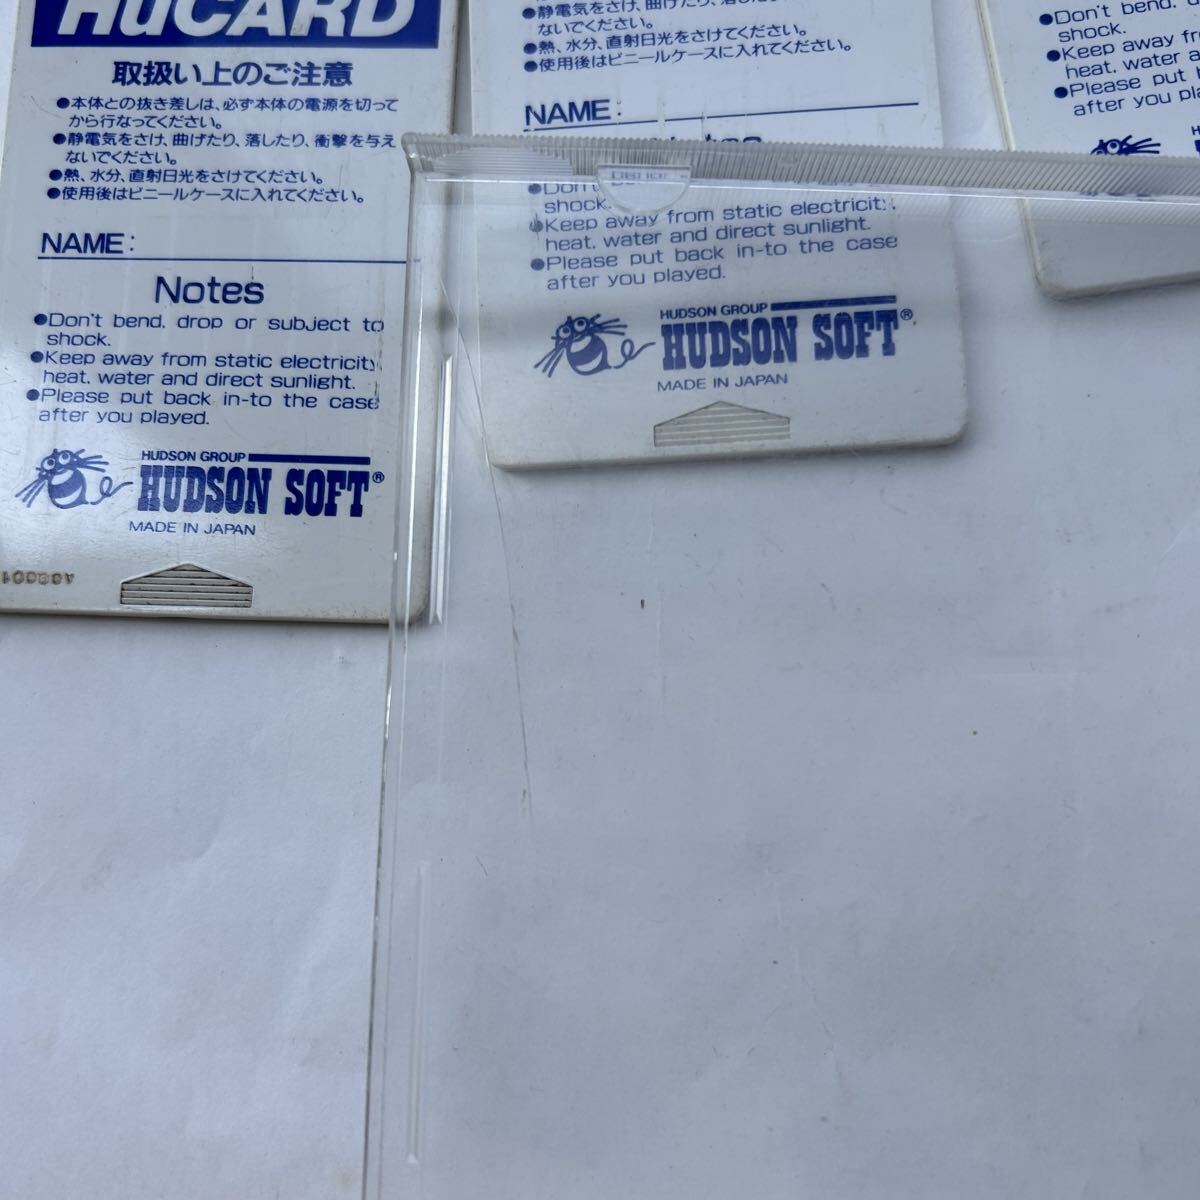 HuCARD
取扱い上のご注意
●本体との抜き差しは、必ず本体の電源を切って
から行なってください。
●静電気をさけ、曲げたり、落したり、衝撃を与え
ないでください。
●熱、水分、直射日光をさけてください。
●使用後はビニールケースに入れてください。
NAME:
Notes
●Don't bend, drop or subject to
shock.
●Keep away from static electricity,
heat, water and direct sunlight.
●Please put back in-to the case
after you played.
HUDSON GROUP
HUDSON SOFT®
MADE IN JAPAN
●静電気をさけ、曲げたり、落した
ないでください。
●熱、水分、直射日光をさけてください。
●使用後はビニールケースに入れてください。
NAME:
Notes
●Don't
shock.
●Keep away from static electricity,
heat, water and direct sunlight.
●Please put back in-to the case
after you played.
HUDSON GROUP
HUDSON SOFT®
MADE IN JAPAN
●Don't bend, d
shock.
●Keep away fr
heat, water a
●Please put b
after you pla